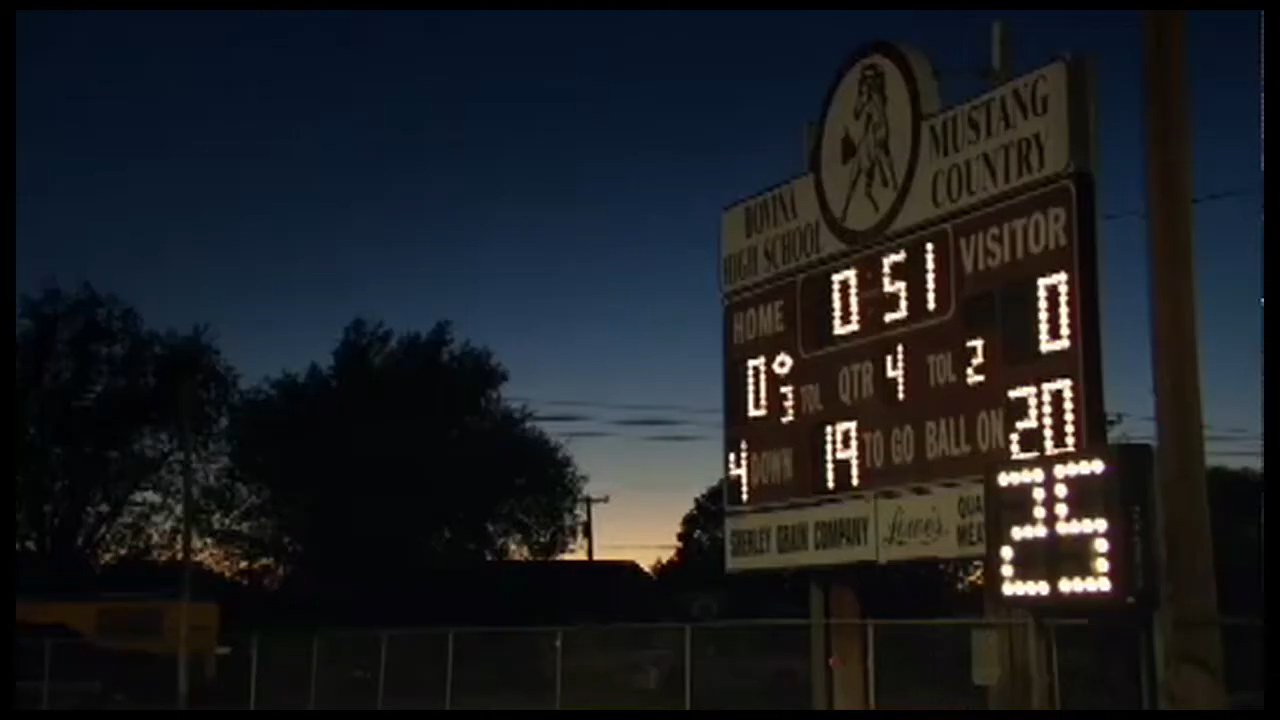 BOVINA
HIGH SCHOOL
MUSTANG
COUNTRY
HOME
0:51
VISITOR
0
3 TOL
QTR 4
TOL 2
0
4 DOWN
19 TO GO
BALL ON 20
SHERLEY GRAIN COMPANY
Lowe's